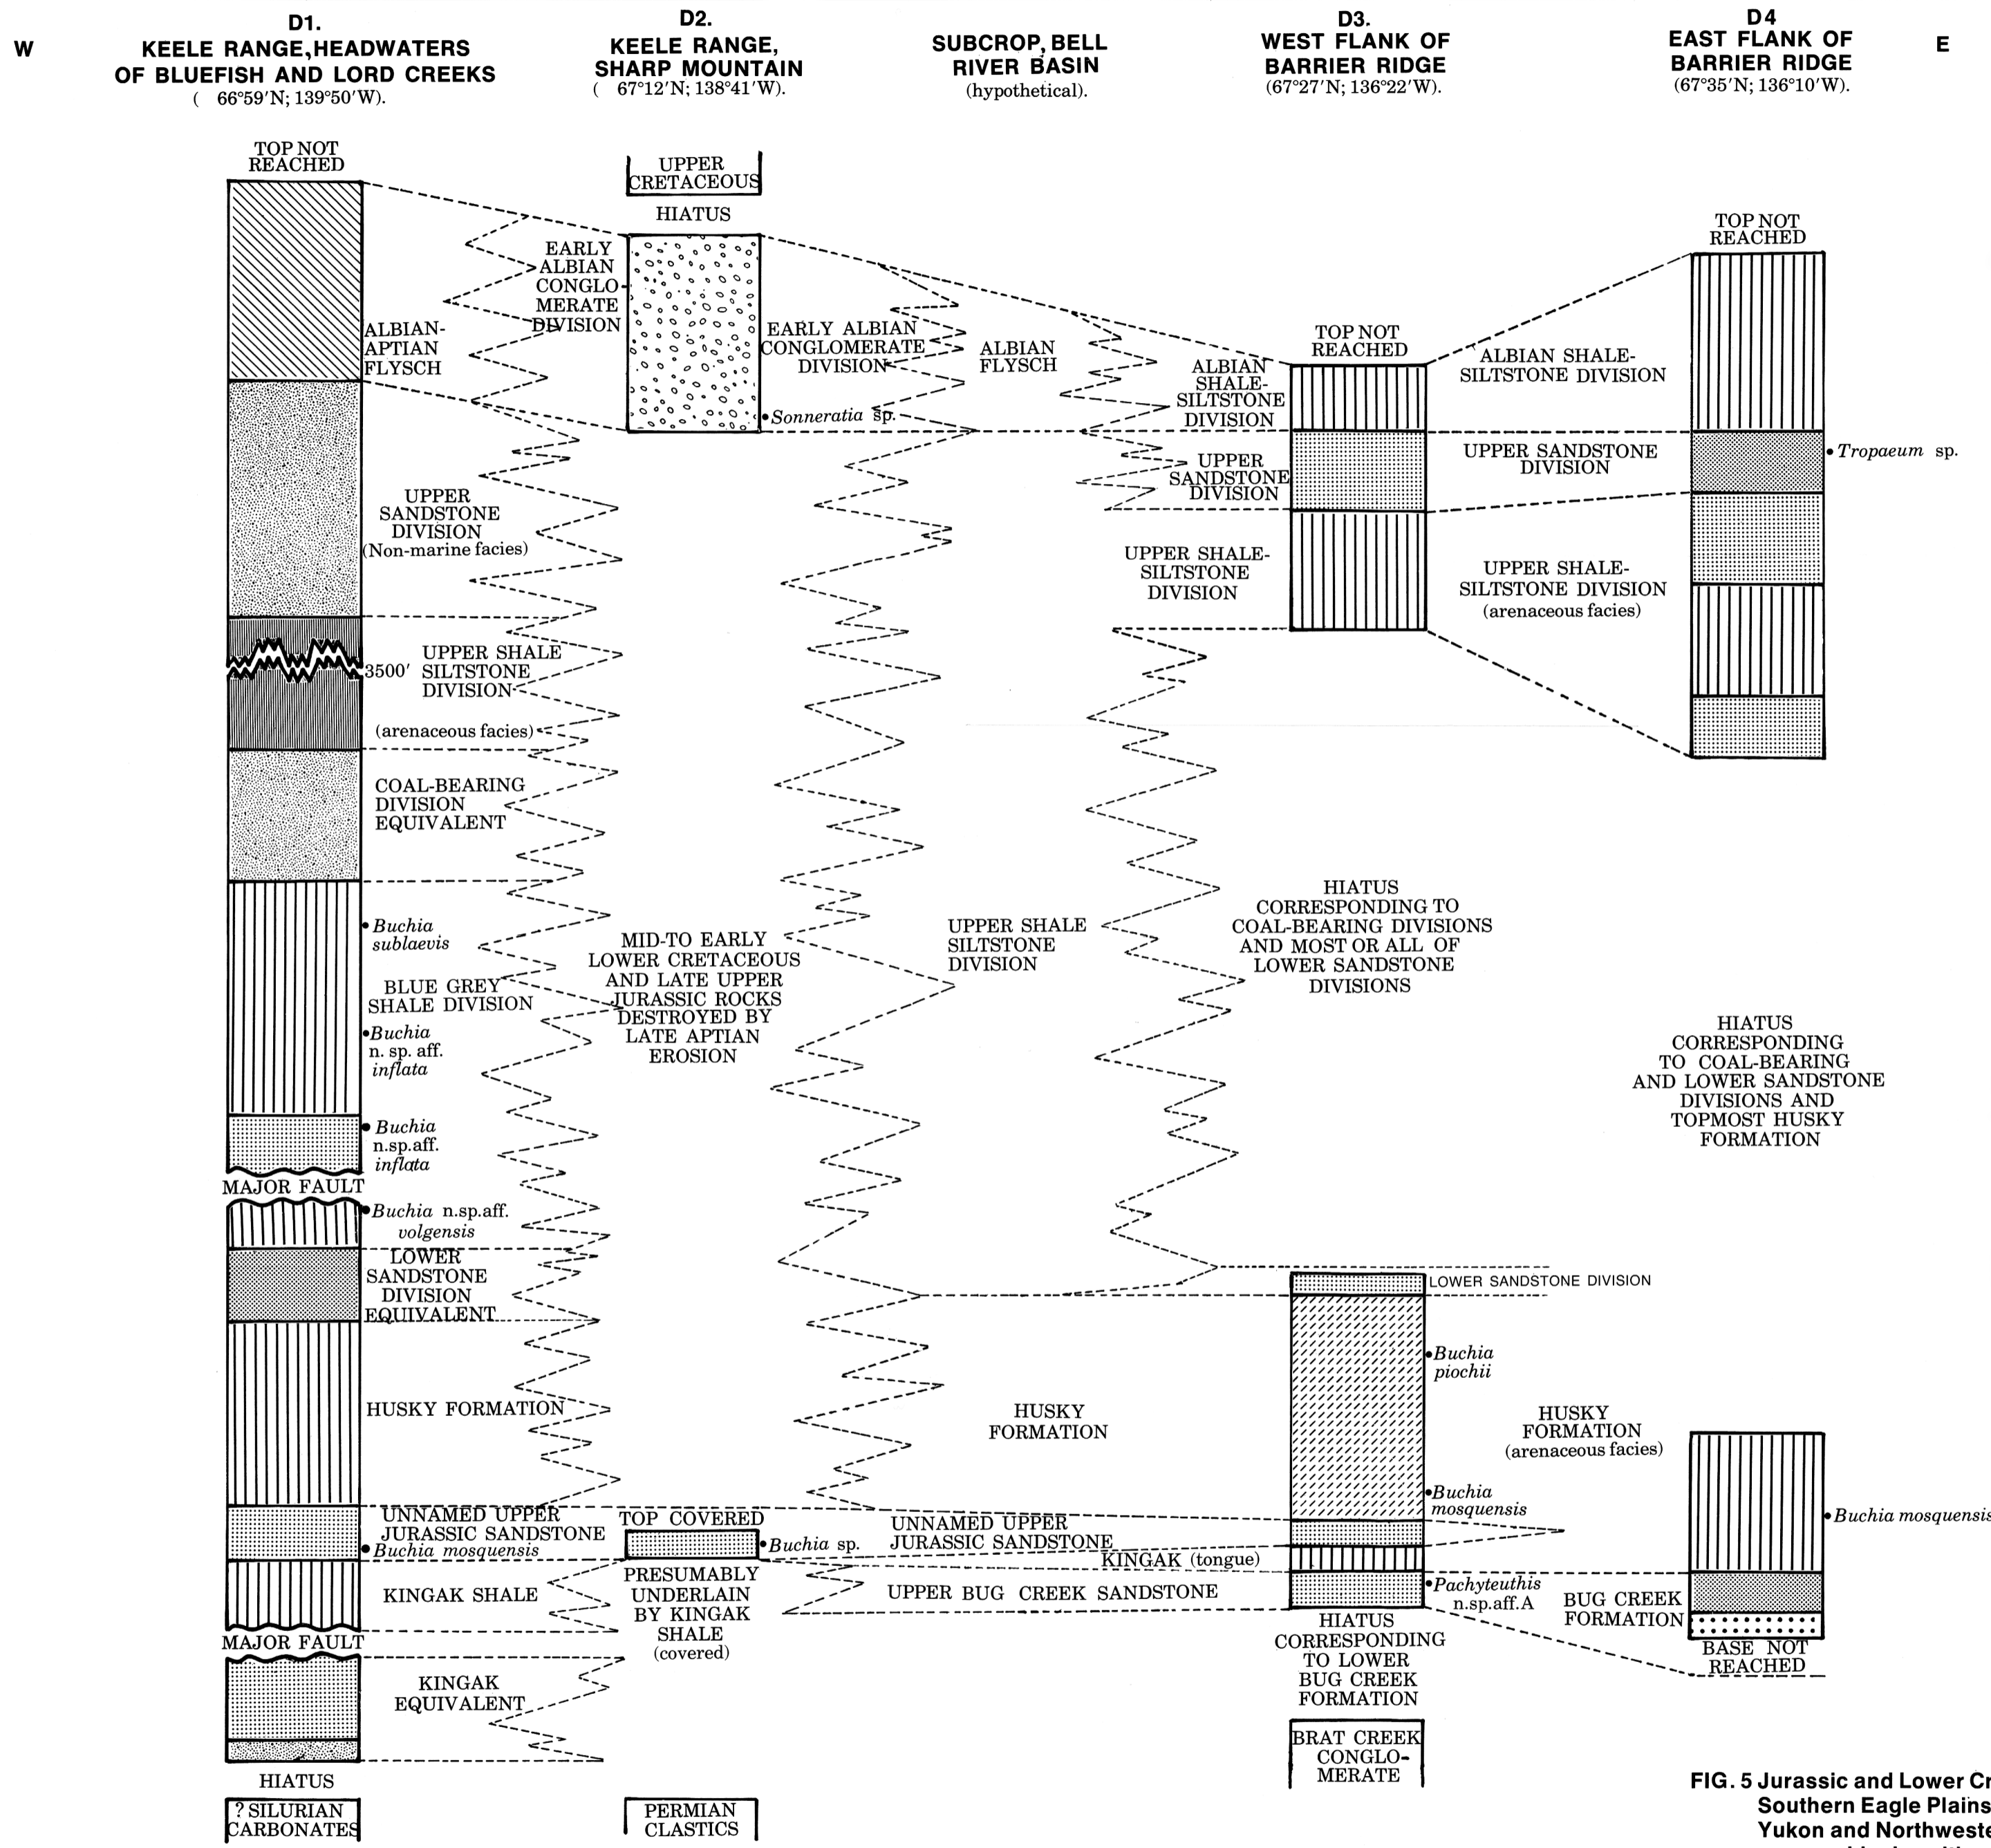 W
D1.
KEELE RANGE, HEADWATERS
OF BLUEFISH AND LORD CREEKS
( 66°59′N; 139°50′W).
D2.
KEELE RANGE,
SHARP MOUNTAIN
( 67°12′N; 138°41′W).
SUBCROP, BELL
RIVER BASIN
(hypothetical).
D3.
WEST FLANK OF
BARRIER RIDGE
(67°27′N; 136°22′W).
D4
EAST FLANK OF
BARRIER RIDGE
(67°35′N; 136°10′W).
E
TOP NOT
REACHED
ALBIAN-
APTIAN
FLYSCH
UPPER
SANDSTONE
DIVISION
(Non-marine facies)
3500′
UPPER SHALE
SILTSTONE
DIVISION
(arenaceous facies)
COAL-BEARING
DIVISION
EQUIVALENT
Buchia
sublaevis
BLUE GREY
SHALE DIVISION
Buchia
n. sp. aff.
inflata
Buchia
n.sp.aff.
inflata
MAJOR FAULT
Buchia n.sp.aff.
volgensis
LOWER
SANDSTONE
DIVISION
EQUIVALENT
HUSKY FORMATION
UNNAMED UPPER
JURASSIC SANDSTONE
Buchia mosquensis
KINGAK SHALE
MAJOR FAULT
KINGAK
EQUIVALENT
HIATUS
? SILURIAN
CARBONATES
UPPER
CRETACEOUS
HIATUS
EARLY
ALBIAN
CONGLO-
MERATE
DIVISION
EARLY ALBIAN
CONGLOMERATE
DIVISION
Sonneratia sp.
MID-TO EARLY
LOWER CRETACEOUS
AND LATE UPPER
JURASSIC ROCKS
DESTROYED BY
LATE APTIAN
EROSION
TOP COVERED
Buchia sp.
PRESUMABLY
UNDERLAIN
BY KINGAK
SHALE
(covered)
PERMIAN
CLASTICS
ALBIAN
FLYSCH
UPPER SHALE
SILTSTONE
DIVISION
HUSKY
FORMATION
UNNAMED UPPER
JURASSIC SANDSTONE
KINGAK (tongue)
UPPER BUG CREEK SANDSTONE
TOP NOT
REACHED
ALBIAN
SHALE-
SILTSTONE
DIVISION
UPPER
SANDSTONE
DIVISION
UPPER SHALE-
SILTSTONE
DIVISION
HIATUS
CORRESPONDING TO
COAL-BEARING DIVISIONS
AND MOST OR ALL OF
LOWER SANDSTONE
DIVISIONS
LOWER SANDSTONE DIVISION
Buchia
piochii
Buchia
mosquensis
Pachyteuthis
n.sp.aff.A
HIATUS
CORRESPONDING
TO LOWER
BUG CREEK
FORMATION
BRAT CREEK
CONGLO-
MERATE
ALBIAN SHALE-
SILTSTONE DIVISION
UPPER SANDSTONE
DIVISION
UPPER SHALE-
SILTSTONE DIVISION
(arenaceous facies)
HUSKY
FORMATION
(arenaceous facies)
BUG CREEK
FORMATION
TOP NOT
REACHED
Tropaeum sp.
HIATUS
CORRESPONDING
TO COAL-BEARING
AND LOWER SANDSTONE
DIVISIONS AND
TOPMOST HUSKY
FORMATION
Buchia mosquensis
BASE NOT
REACHED
FIG. 5 Jurassic and Lower Cr
Southern Eagle Plains
Yukon and Northweste